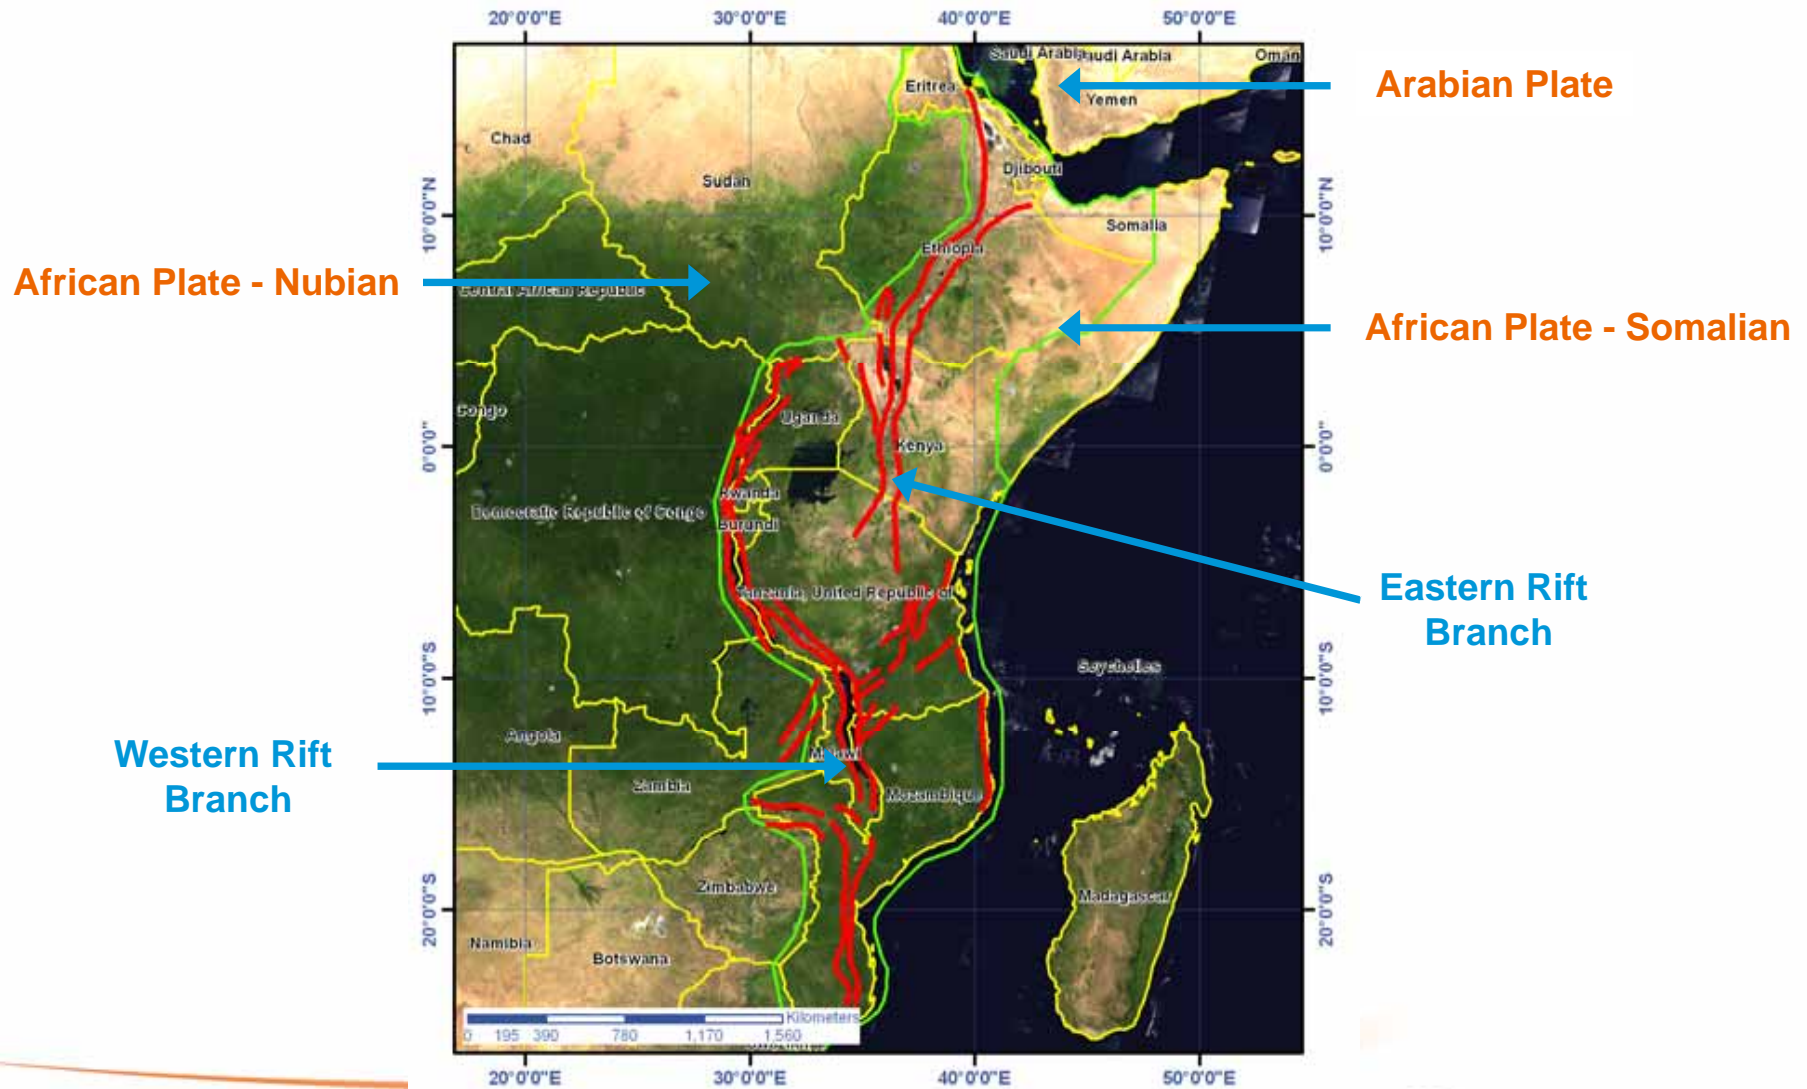 20°0'0"E 30°0'0"E 40°0'0"E 50°0'0"E
Saudi Arabia
Saudi Arabia
Oman
Arabian Plate
Eritrea
Yemen
Chad
Djibouti
Sudan
10°0'0"N
10°0'0"N
Somalia
Ethiopia
African Plate - Nubian
Central African Republic
African Plate - Somalian
Congo
Uganda
0°0'0"
Kenya
0°0'0"
Rwanda
Democratic Republic of Congo
Burundi
Tanzania, United Republic of
Eastern Rift
Branch
Seychelles
10°0'0"S
10°0'0"S
Angola
Western Rift
Branch
Malawi
Zambia
Mozambique
Zimbabwe
Madagascar
20°0'0"S
20°0'0"S
Namibia
Botswana
Kilometers
0 195 390 780 1,170 1,560
20°0'0"E 30°0'0"E 40°0'0"E 50°0'0"E